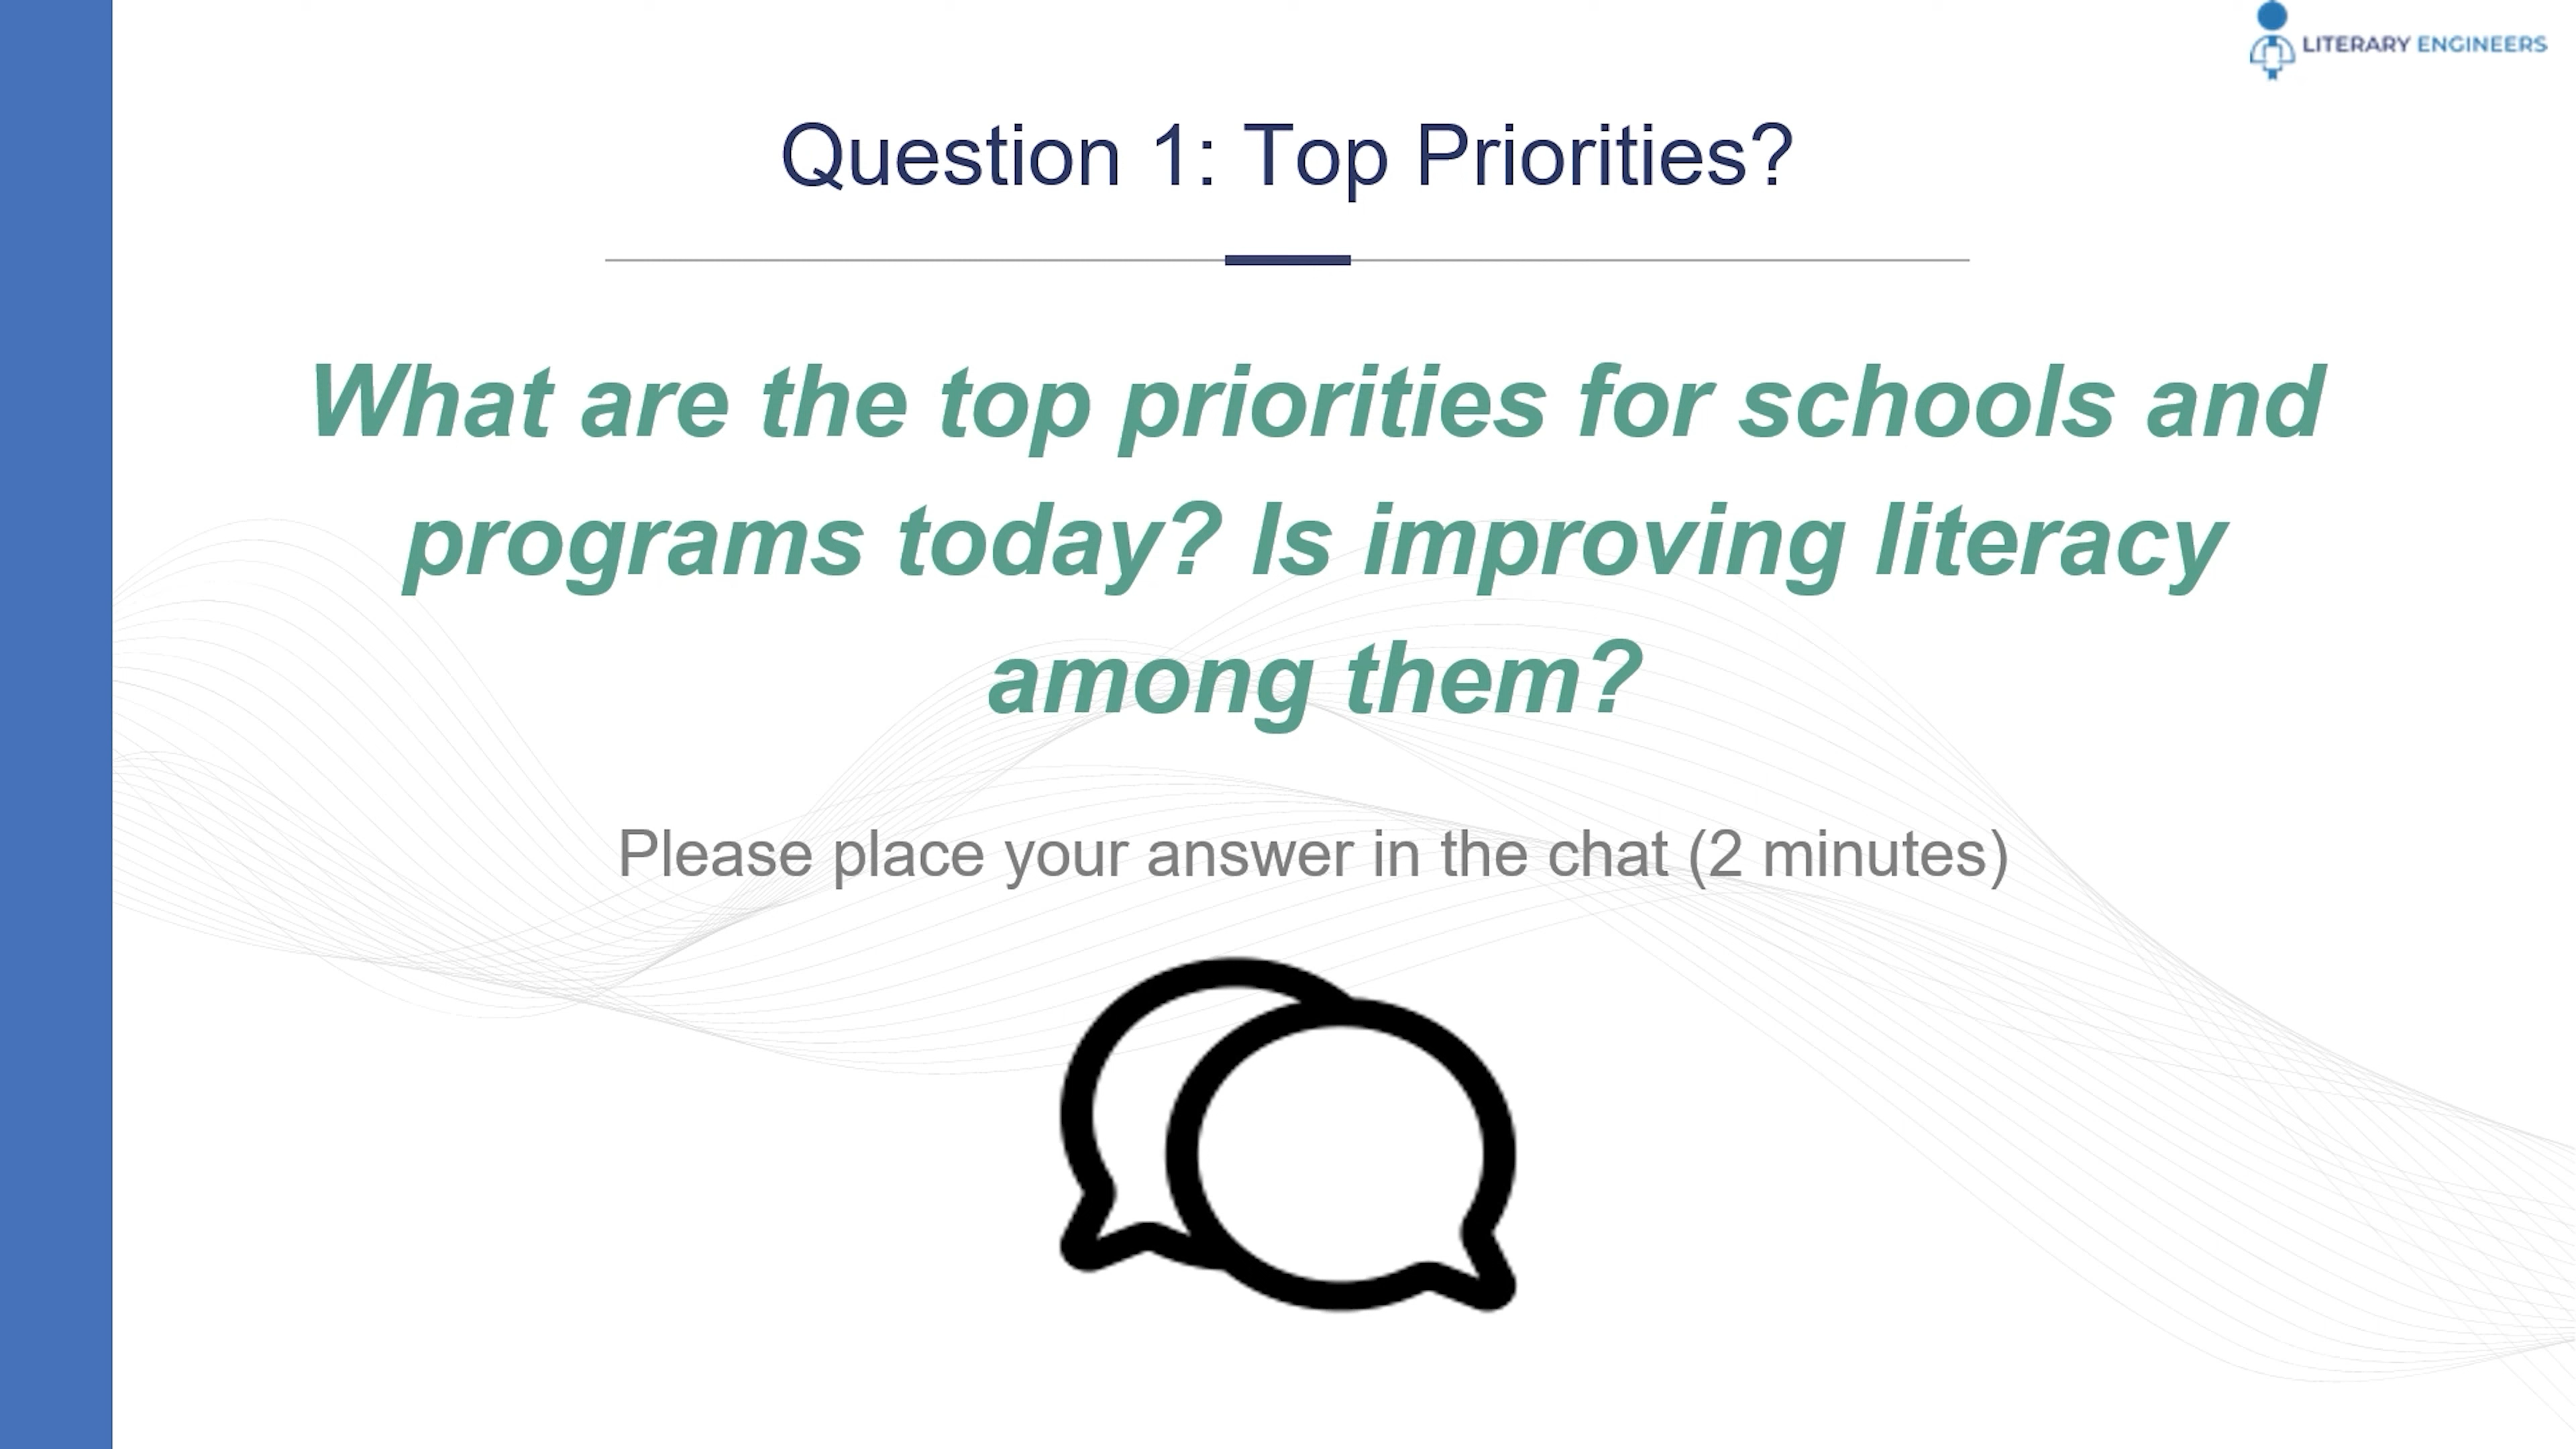 LITERARY ENGINEERS
Question 1: Top Priorities?
What are the top priorities for schools and
programs today? Is improving literacy
among them?
Please place your answer in the chat (2 minutes)